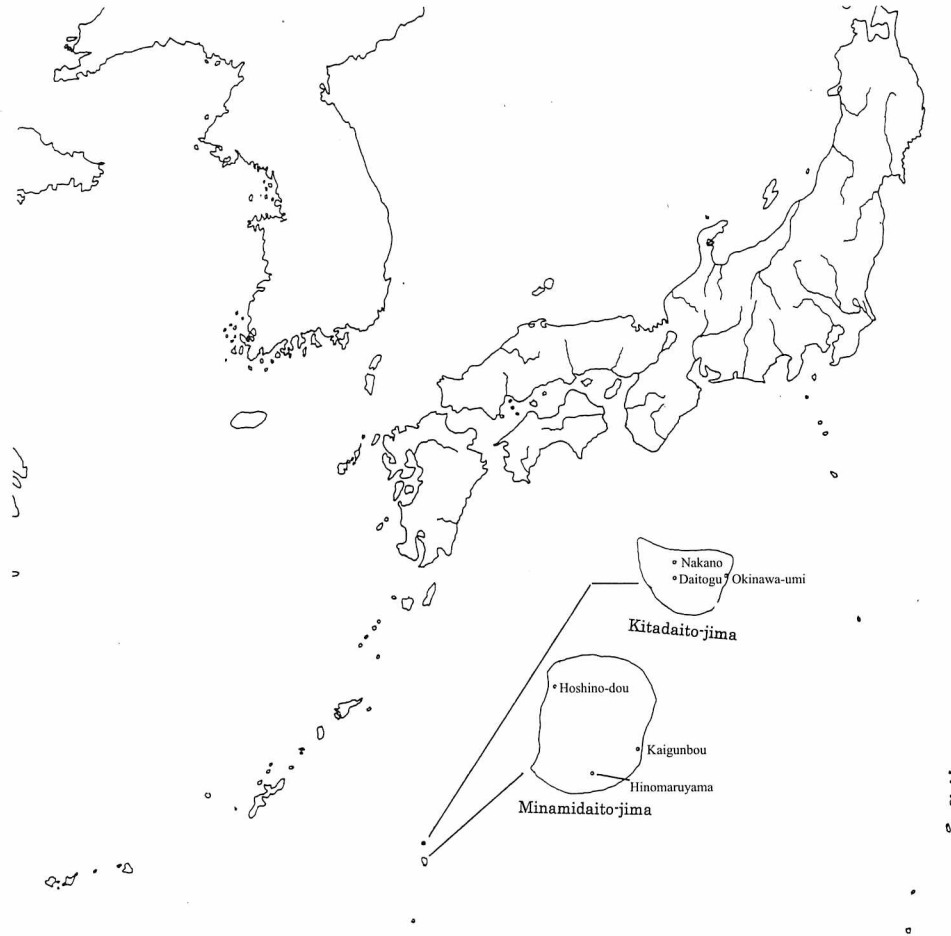 Nakano
Daitogu Okinawa-umi
Kitadaito-jima
Hoshino-dou
Kaigunbou
Hinomaruyama
Minamidaito-jima